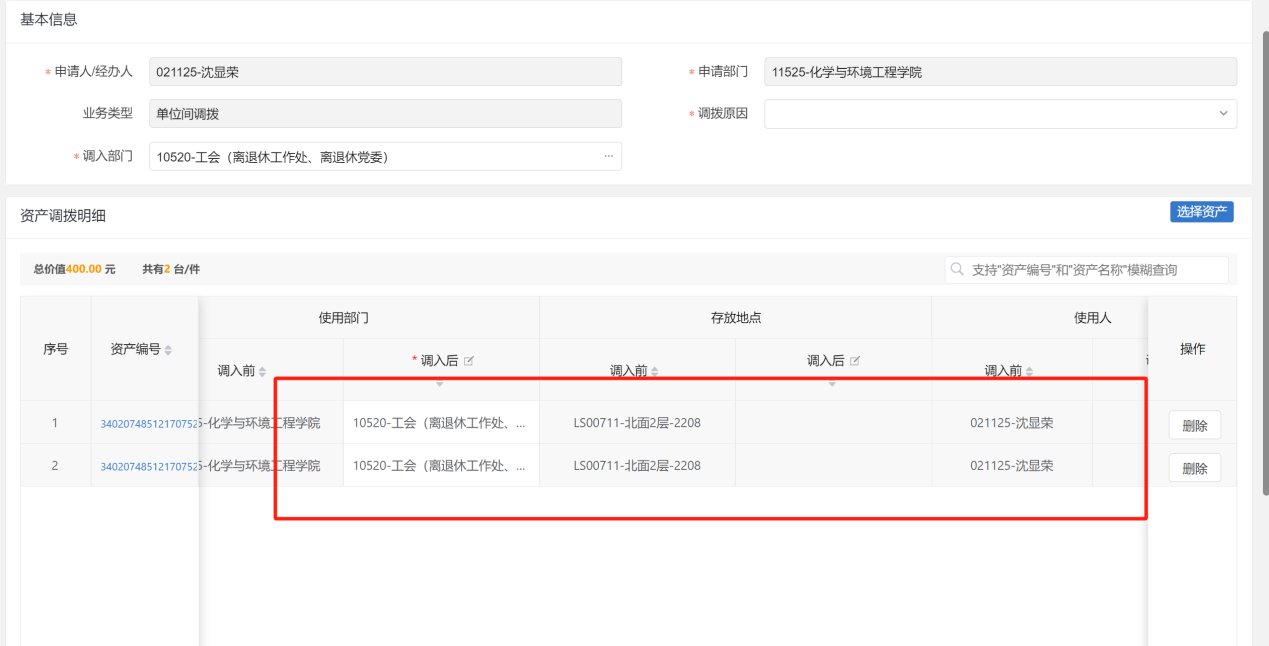 基本信息
* 申请人/经办人 021125-沈显荣 * 申请部门 11525-化学与环境工程学院
业务类型 单位间调拨 * 调拨原因
* 调入部门 10520-工会（离退休工作处、离退休党委） ...
资产调拨明细 选择资产
总价值400.00 元 共有2 台/件 支持"资产编号"和"资产名称"模糊查询
序号 资产编号 使用部门 存放地点 使用人 操作
调入前 * 调入后 调入前 调入后 调入前
1 34020748512170752 5-化学与环境工程学院 10520-工会（离退休工作处、... LS00711-北面2层-2208 021125-沈显荣 删除
2 34020748512170752 5-化学与环境工程学院 10520-工会（离退休工作处、... LS00711-北面2层-2208 021125-沈显荣 删除